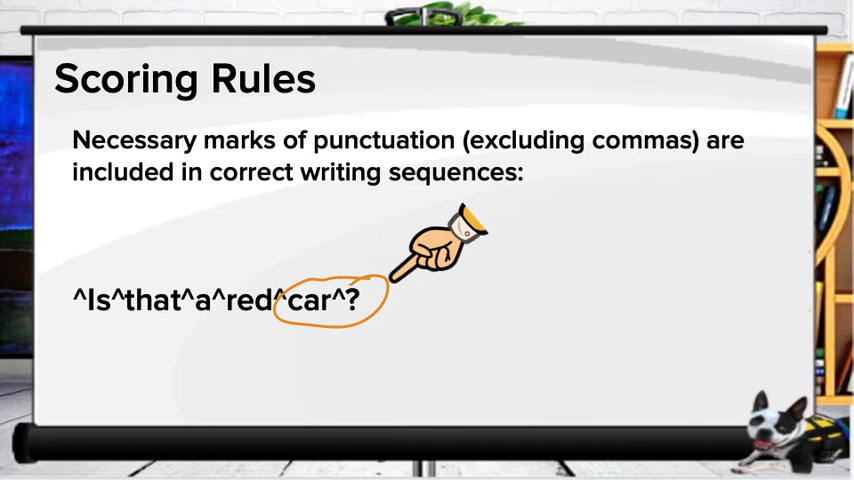 Scoring Rules
Necessary marks of punctuation (excluding commas) are
included in correct writing sequences:
^Is^that^a^red^car^?